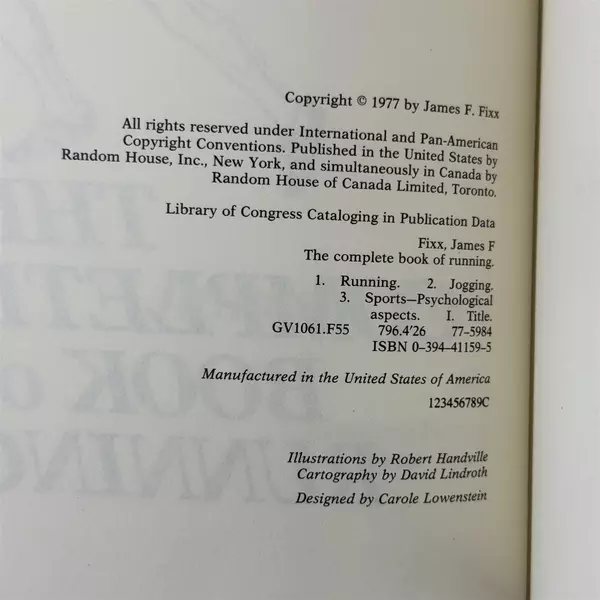 Copyright © 1977 by James F. Fixx
All rights reserved under International and Pan-American
Copyright Conventions. Published in the United States by
Random House, Inc., New York, and simultaneously in Canada by
Random House of Canada Limited, Toronto.
Library of Congress Cataloging in Publication Data
Fixx, James F
The complete book of running.
1. Running. 2. Jogging.
3. Sports—Psychological
aspects. I. Title.
GV1061.F55 796.4'26 77-5984
ISBN 0-394-41159-5
Manufactured in the United States of America
123456789C
Illustrations by Robert Handville
Cartography by David Lindroth
Designed by Carole Lowenstein